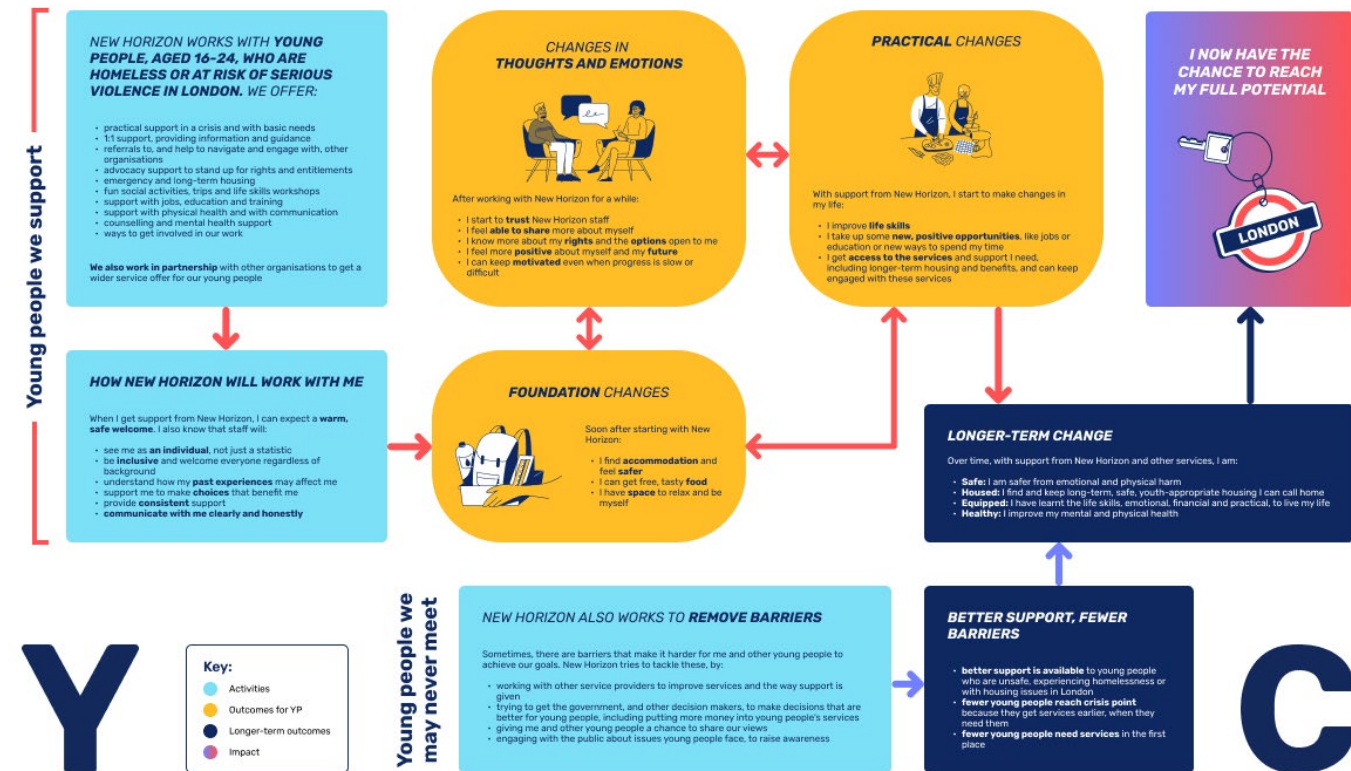 Young people we support
NEW HORIZON WORKS WITH YOUNG
PEOPLE, AGED 16-24, WHO ARE
HOMELESS OR AT RISK OF SERIOUS
VIOLENCE IN LONDON. WE OFFER:
• practical support in a crisis and with basic needs
• 1:1 support, providing information and guidance
• referrals to, and help to navigate and engage with, other
organisations
• advocacy support to stand up for rights and entitlements
• emergency and long-term housing
• fun social activities, trips and life skills workshops
• support with jobs, education and training
• support with physical health and with communication
• counselling and mental health support
• ways to get involved in our work
We also work in partnership with other organisations to get a
wider service offer for our young people
CHANGES IN
THOUGHTS AND EMOTIONS
After working with New Horizon for a while:
• I start to trust New Horizon staff
• I feel able to share more about myself
• I know more about my rights and the options open to me
• I feel more positive about myself and my future
• I can keep motivated even when progress is slow or
difficult
PRACTICAL CHANGES
With support from New Horizon, I start to make changes in
my life:
• I improve life skills
• I take up some new, positive opportunities, like jobs or
education or new ways to spend my time
• I get access to the services and support I need,
including longer-term housing and benefits, and can keep
engaged with these services
I NOW HAVE THE
CHANCE TO REACH
MY FULL POTENTIAL
LONDON
HOW NEW HORIZON WILL WORK WITH ME
When I get support from New Horizon, I can expect a warm,
safe welcome. I also know that staff will:
• see me as an individual, not just a statistic
• be inclusive and welcome everyone regardless of
background
• understand how my past experiences may affect me
• support me to make choices that benefit me
• provide consistent support
• communicate with me clearly and honestly
FOUNDATION CHANGES
Soon after starting with New
Horizon:
• I find accommodation and
feel safer
• I can get free, tasty food
• I have space to relax and be
myself
LONGER-TERM CHANGE
Over time, with support from New Horizon and other services, I am:
• Safe: I am safer from emotional and physical harm
• Housed: I find and keep long-term, safe, youth-appropriate housing I can call home
• Equipped: I have learnt the life skills, emotional, financial and practical, to live my life
• Healthy: I improve my mental and physical health
Y
Key:
Activities
Outcomes for YP
Longer-term outcomes
Impact
Young people we
may never meet
NEW HORIZON ALSO WORKS TO REMOVE BARRIERS
Sometimes, there are barriers that make it harder for me and other young people to
achieve our goals. New Horizon tries to tackle these, by:
• working with other service providers to improve services and the way support is
given
• trying to get the government, and other decision makers, to make decisions that are
better for young people, including putting more money into young people's services
• giving me and other young people a chance to share our views
• engaging with the public about issues young people face, to raise awareness
BETTER SUPPORT, FEWER
BARRIERS
• better support is available to young people
who are unsafe, experiencing homelessness or
with housing issues in London
• fewer young people reach crisis point
because they get services earlier, when they
need them
• fewer young people need services in the first
place
C